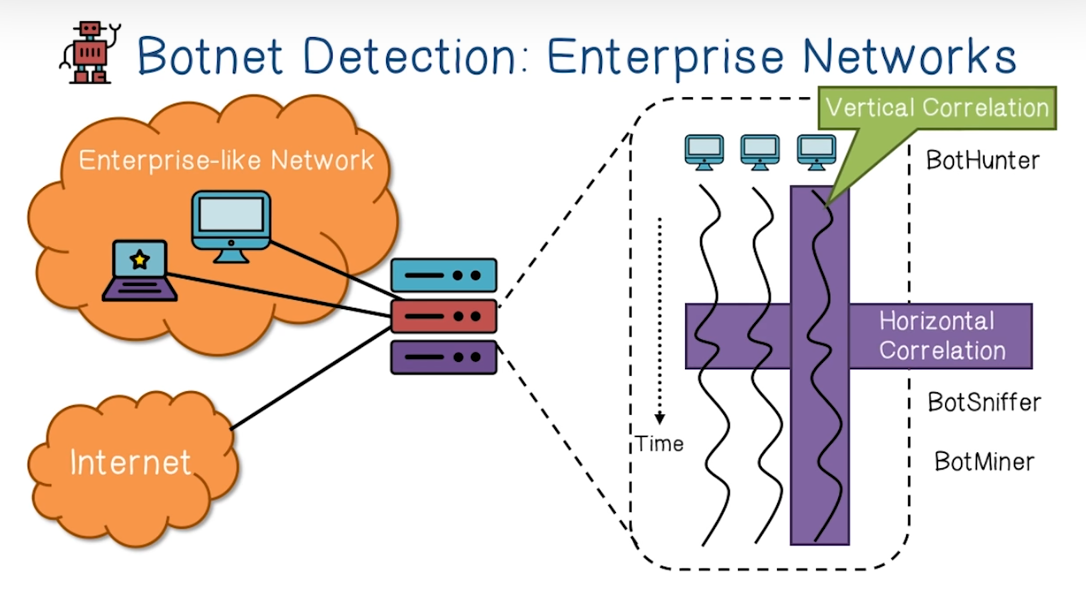 Botnet Detection: Enterprise Networks
Enterprise-like Network
Internet
Vertical Correlation
BotHunter
Horizontal
Correlation
BotSniffer
BotMiner
Time